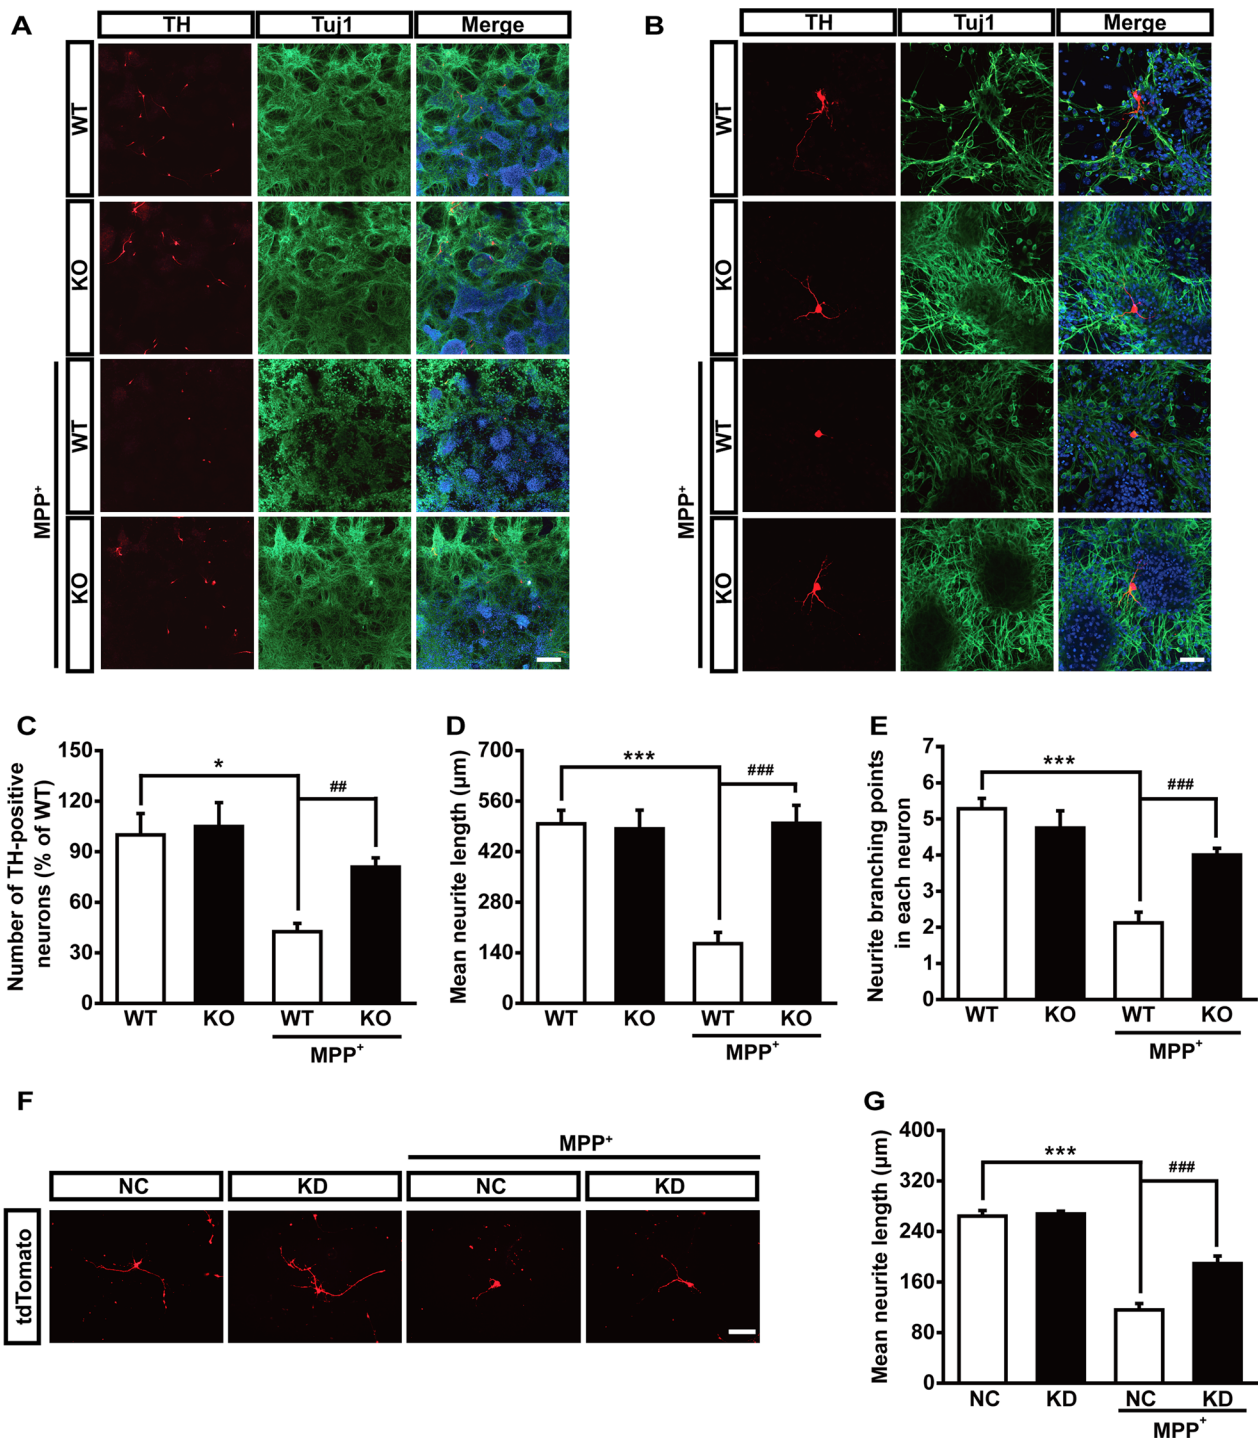 A
TH
Tuj1
Merge
WT
KO
WT
KO
MPP⁺
B
TH
Tuj1
Merge
WT
KO
WT
KO
MPP⁺
C
Number of TH-positive
neurons (% of WT)
150
120
90
60
30
0
*
##
WT
KO
WT
KO
MPP⁺
D
Mean neurite length (µm)
700
560
420
280
140
0
***
###
WT
KO
WT
KO
MPP⁺
E
Neurite branching points
in each neuron
7
6
5
4
3
2
1
0
***
###
WT
KO
WT
KO
MPP⁺
F
MPP⁺
NC
KD
NC
KD
tdTomato
G
Mean neurite length (µm)
400
320
240
160
80
0
***
###
NC
KD
NC
KD
MPP⁺